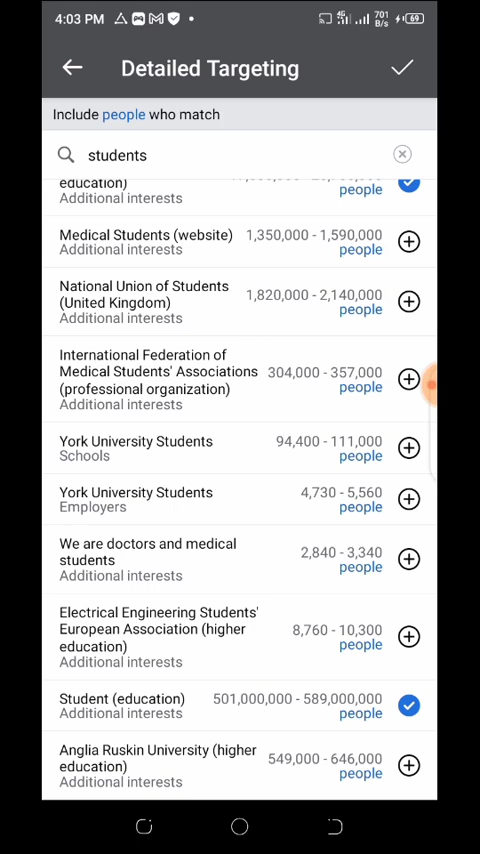 4:03 PM
4G
701
B/s
69
Detailed Targeting
Include people who match
students
education)
people
Additional interests
Medical Students (website)
1,350,000 - 1,590,000
people
Additional interests
National Union of Students
(United Kingdom)
1,820,000 - 2,140,000
people
Additional interests
International Federation of
Medical Students' Associations
(professional organization)
304,000 - 357,000
people
Additional interests
York University Students
94,400 - 111,000
people
Schools
York University Students
4,730 - 5,560
people
Employers
We are doctors and medical
students
2,840 - 3,340
people
Additional interests
Electrical Engineering Students'
European Association (higher
education)
8,760 - 10,300
people
Additional interests
Student (education)
501,000,000 - 589,000,000
people
Additional interests
Anglia Ruskin University (higher
education)
549,000 - 646,000
people
Additional interests